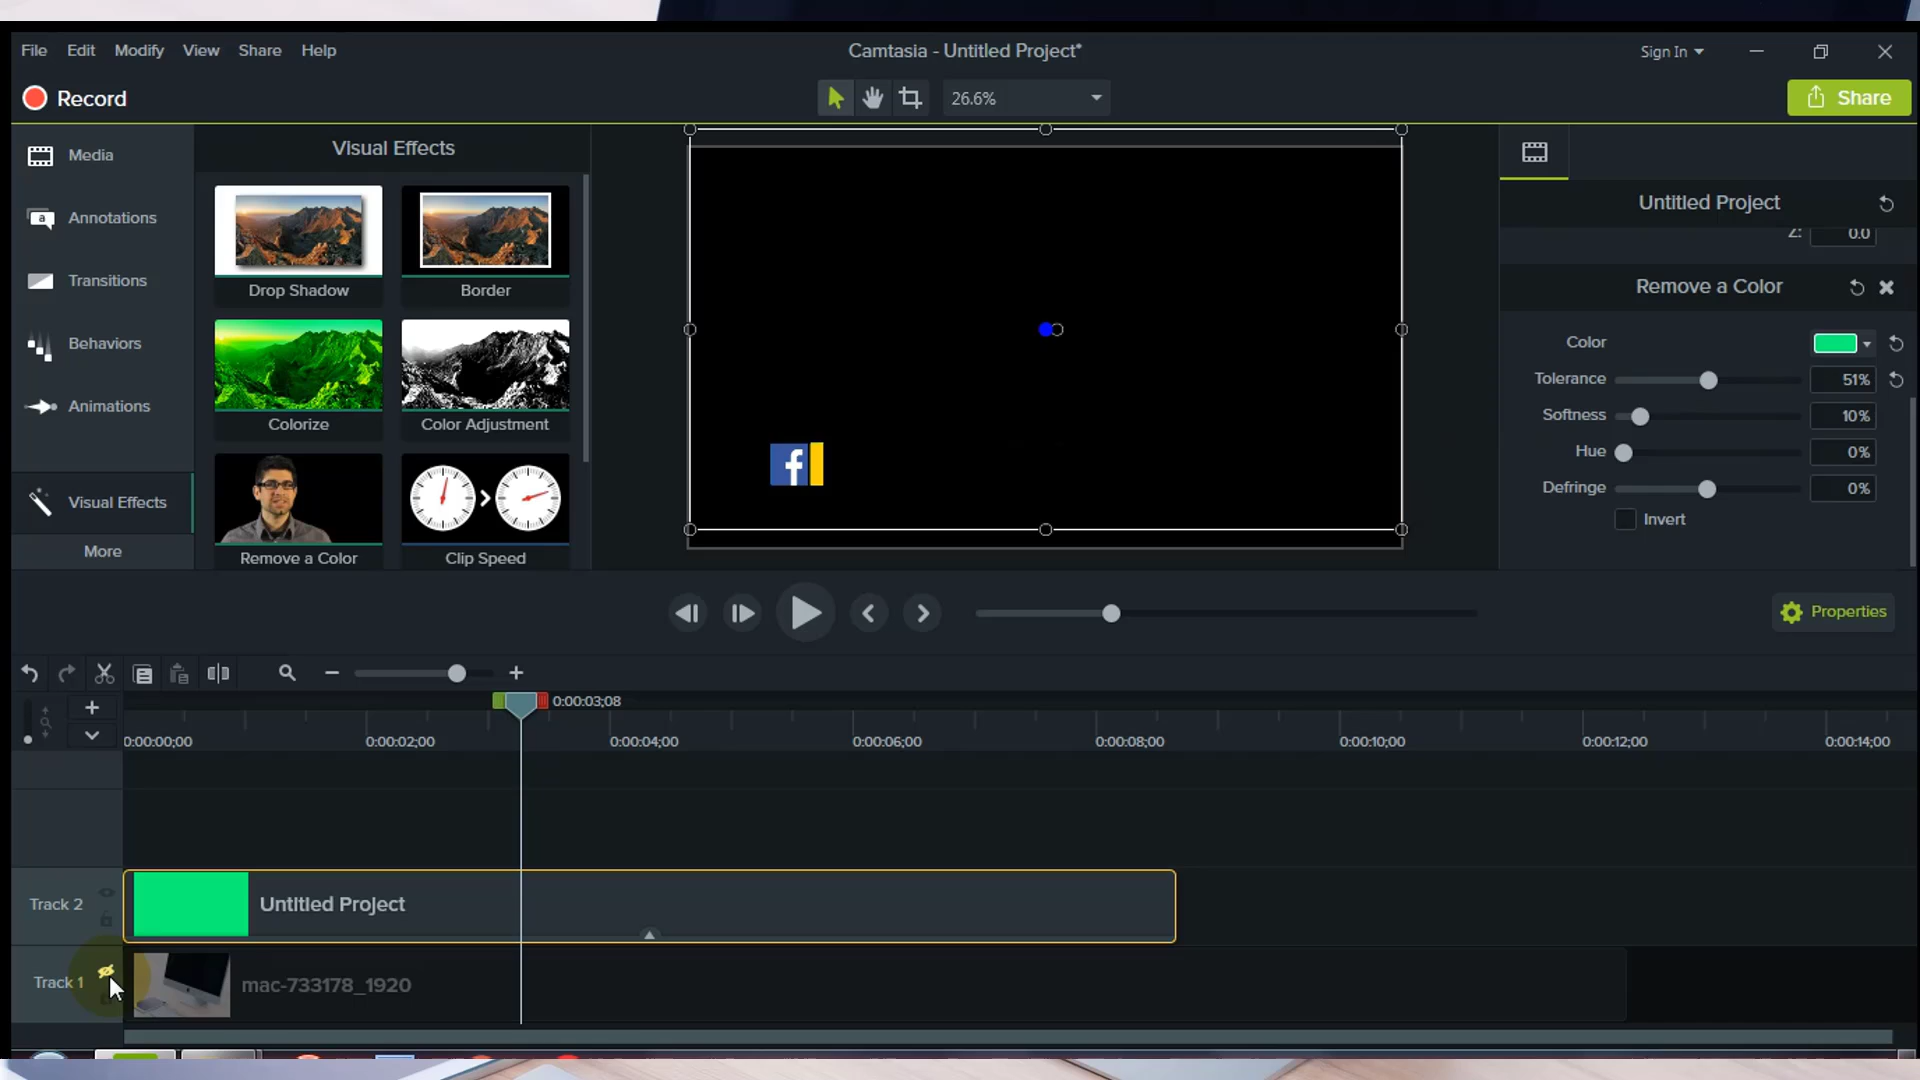 File Edit Modify View Share Help
Camtasia - Untitled Project*
Sign In
Record
26.6%
Share
Media
Annotations
Transitions
Behaviors
Animations
Visual Effects
More
Visual Effects
Drop Shadow
Border
Colorize
Color Adjustment
Remove a Color
Clip Speed
f
Untitled Project
Z: 0.0
Remove a Color
Color
Tolerance 51%
Softness 10%
Hue 0%
Defringe 0%
Invert
Properties
0:00:03;08
0:00:00;00 0:00:02;00 0:00:04;00 0:00:06;00 0:00:08;00 0:00:10;00 0:00:12;00 0:00:14;00
Track 2
Untitled Project
Track 1
mac-733178_1920